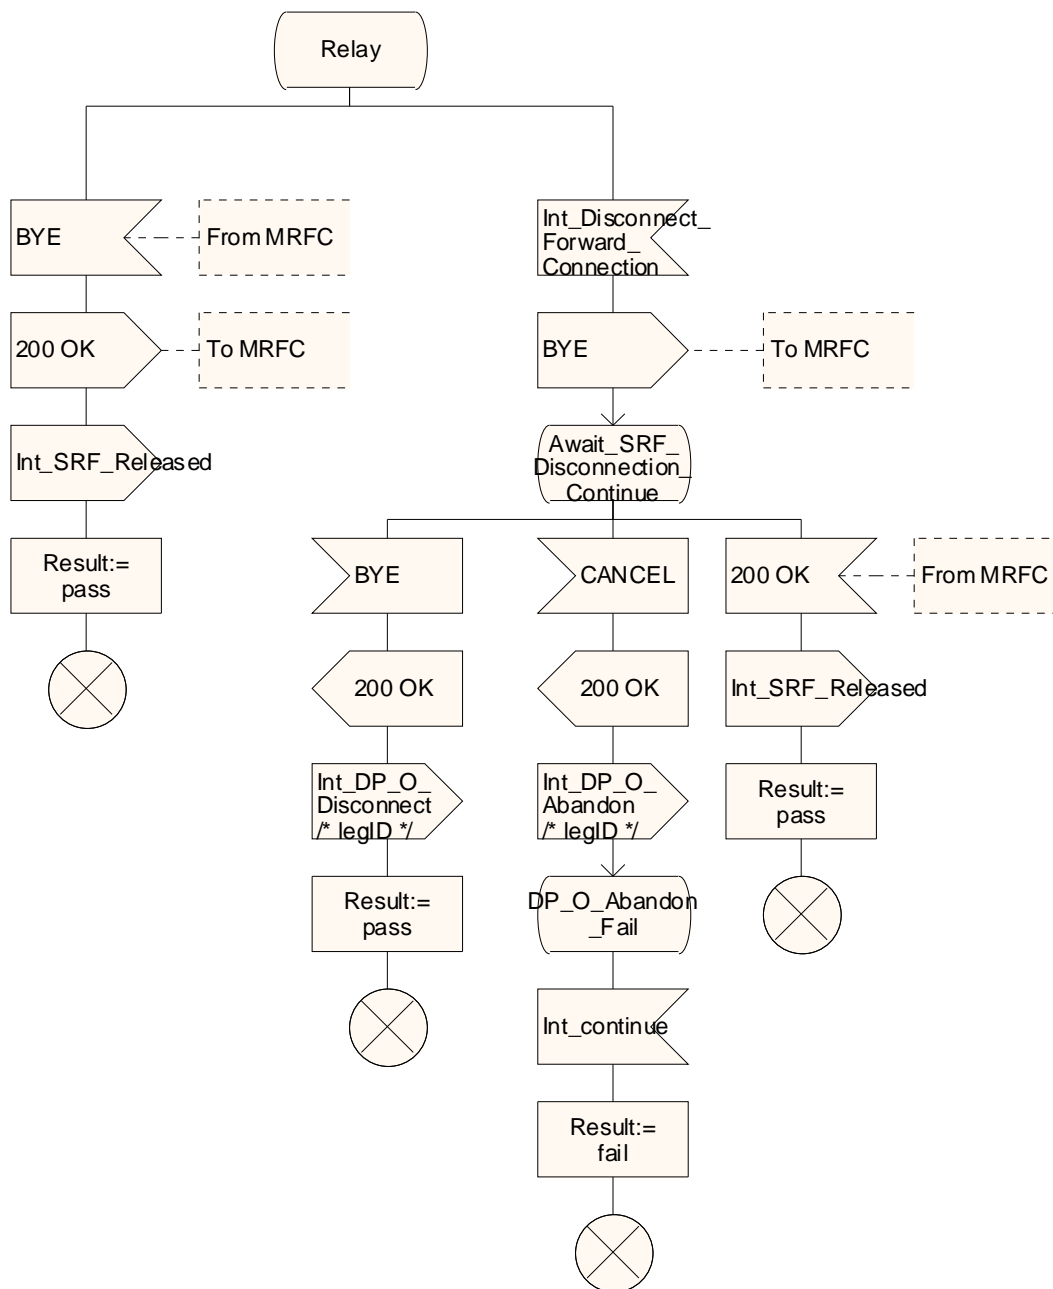 Relay
BYE
From MRFC
Int_Disconnect_
Forward_
Connection
200 OK
To MRFC
BYE
To MRFC
Int_SRF_Released
Await_SRF_
Disconnection_
Continue
Result:=
pass
BYE
CANCEL
200 OK
From MRFC
200 OK
200 OK
Int_SRF_Released
Int_DP_O_
Disconnect
/* legID */
Int_DP_O_
Abandon
/* legID */
Result:=
pass
Result:=
pass
DP_O_Abandon
_Fail
Int_continue
Result:=
fail